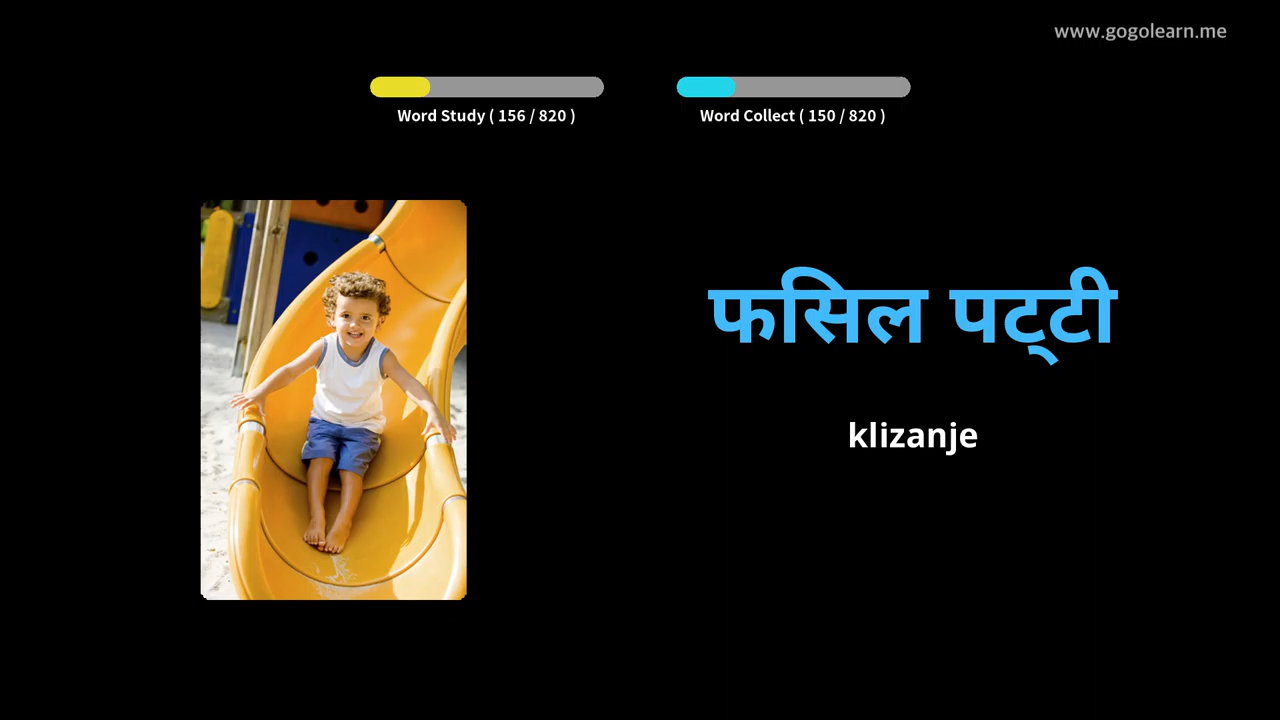 www.gogolearn.me
Word Study ( 156 / 820 )
Word Collect ( 150 / 820 )
फसिल पट्टी
klizanje